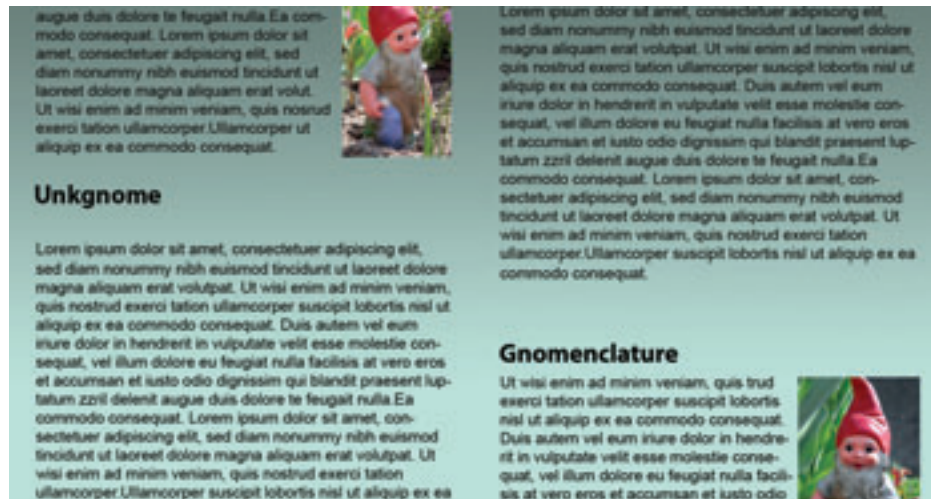 augue duis dolore te feugait nulla.Ea com-
modo consequat. Lorem ipsum dolor sit
amet, consectetuer adipiscing elit, sed
diam nonummy nibh euismod tincidunt ut
laoreet dolore magna aliquam erat volut.
Ut wisi enim ad minim veniam, quis nosrud
exerci tation ullamcorper.Ullamcorper ut
aliquip ex ea commodo consequat.
Unkgnome
Lorem ipsum dolor sit amet, consectetuer adipiscing elit,
sed diam nonummy nibh euismod tincidunt ut laoreet dolore
magna aliquam erat volutpat. Ut wisi enim ad minim veniam,
quis nostrud exerci tation ullamcorper suscipit lobortis nisl ut
aliquip ex ea commodo consequat. Duis autem vel eum
iriure dolor in hendrerit in vulputate velit esse molestie con-
sequat, vel illum dolore eu feugiat nulla facilisis at vero eros
et accumsan et iusto odio dignissim qui blandit praesent lup-
tatum zzril delenit augue duis dolore te feugait nulla.Ea
commodo consequat. Lorem ipsum dolor sit amet, con-
sectetuer adipiscing elit, sed diam nonummy nibh euismod
tincidunt ut laoreet dolore magna aliquam erat volutpat. Ut
wisi enim ad minim veniam, quis nostrud exerci tation
ullamcorper.Ullamcorper suscipit lobortis nisl ut aliquip ex ea
Lorem ipsum dolor sit amet, consectetuer adipiscing elit,
sed diam nonummy nibh euismod tincidunt ut laoreet dolore
magna aliquam erat volutpat. Ut wisi enim ad minim veniam,
quis nostrud exerci tation ullamcorper suscipit lobortis nisl ut
aliquip ex ea commodo consequat. Duis autem vel eum
iriure dolor in hendrerit in vulputate velit esse molestie con-
sequat, vel illum dolore eu feugiat nulla facilisis at vero eros
et accumsan et iusto odio dignissim qui blandit praesent lup-
tatum zzril delenit augue duis dolore te feugait nulla.Ea
commodo consequat. Lorem ipsum dolor sit amet, con-
sectetuer adipiscing elit, sed diam nonummy nibh euismod
tincidunt ut laoreet dolore magna aliquam erat volutpat. Ut
wisi enim ad minim veniam, quis nostrud exerci tation
ullamcorper.Ullamcorper suscipit lobortis nisl ut aliquip ex ea
commodo consequat.
Gnomenclature
Ut wisi enim ad minim veniam, quis trud
exerci tation ullamcorper suscipit lobortis
nisl ut aliquip ex ea commodo consequat.
Duis autem vel eum iriure dolor in hendre-
rit in vulputate velit esse molestie conse-
quat, vel illum dolore eu feugiat nulla facili-
sis at vero eros et accumsan et iusto odio